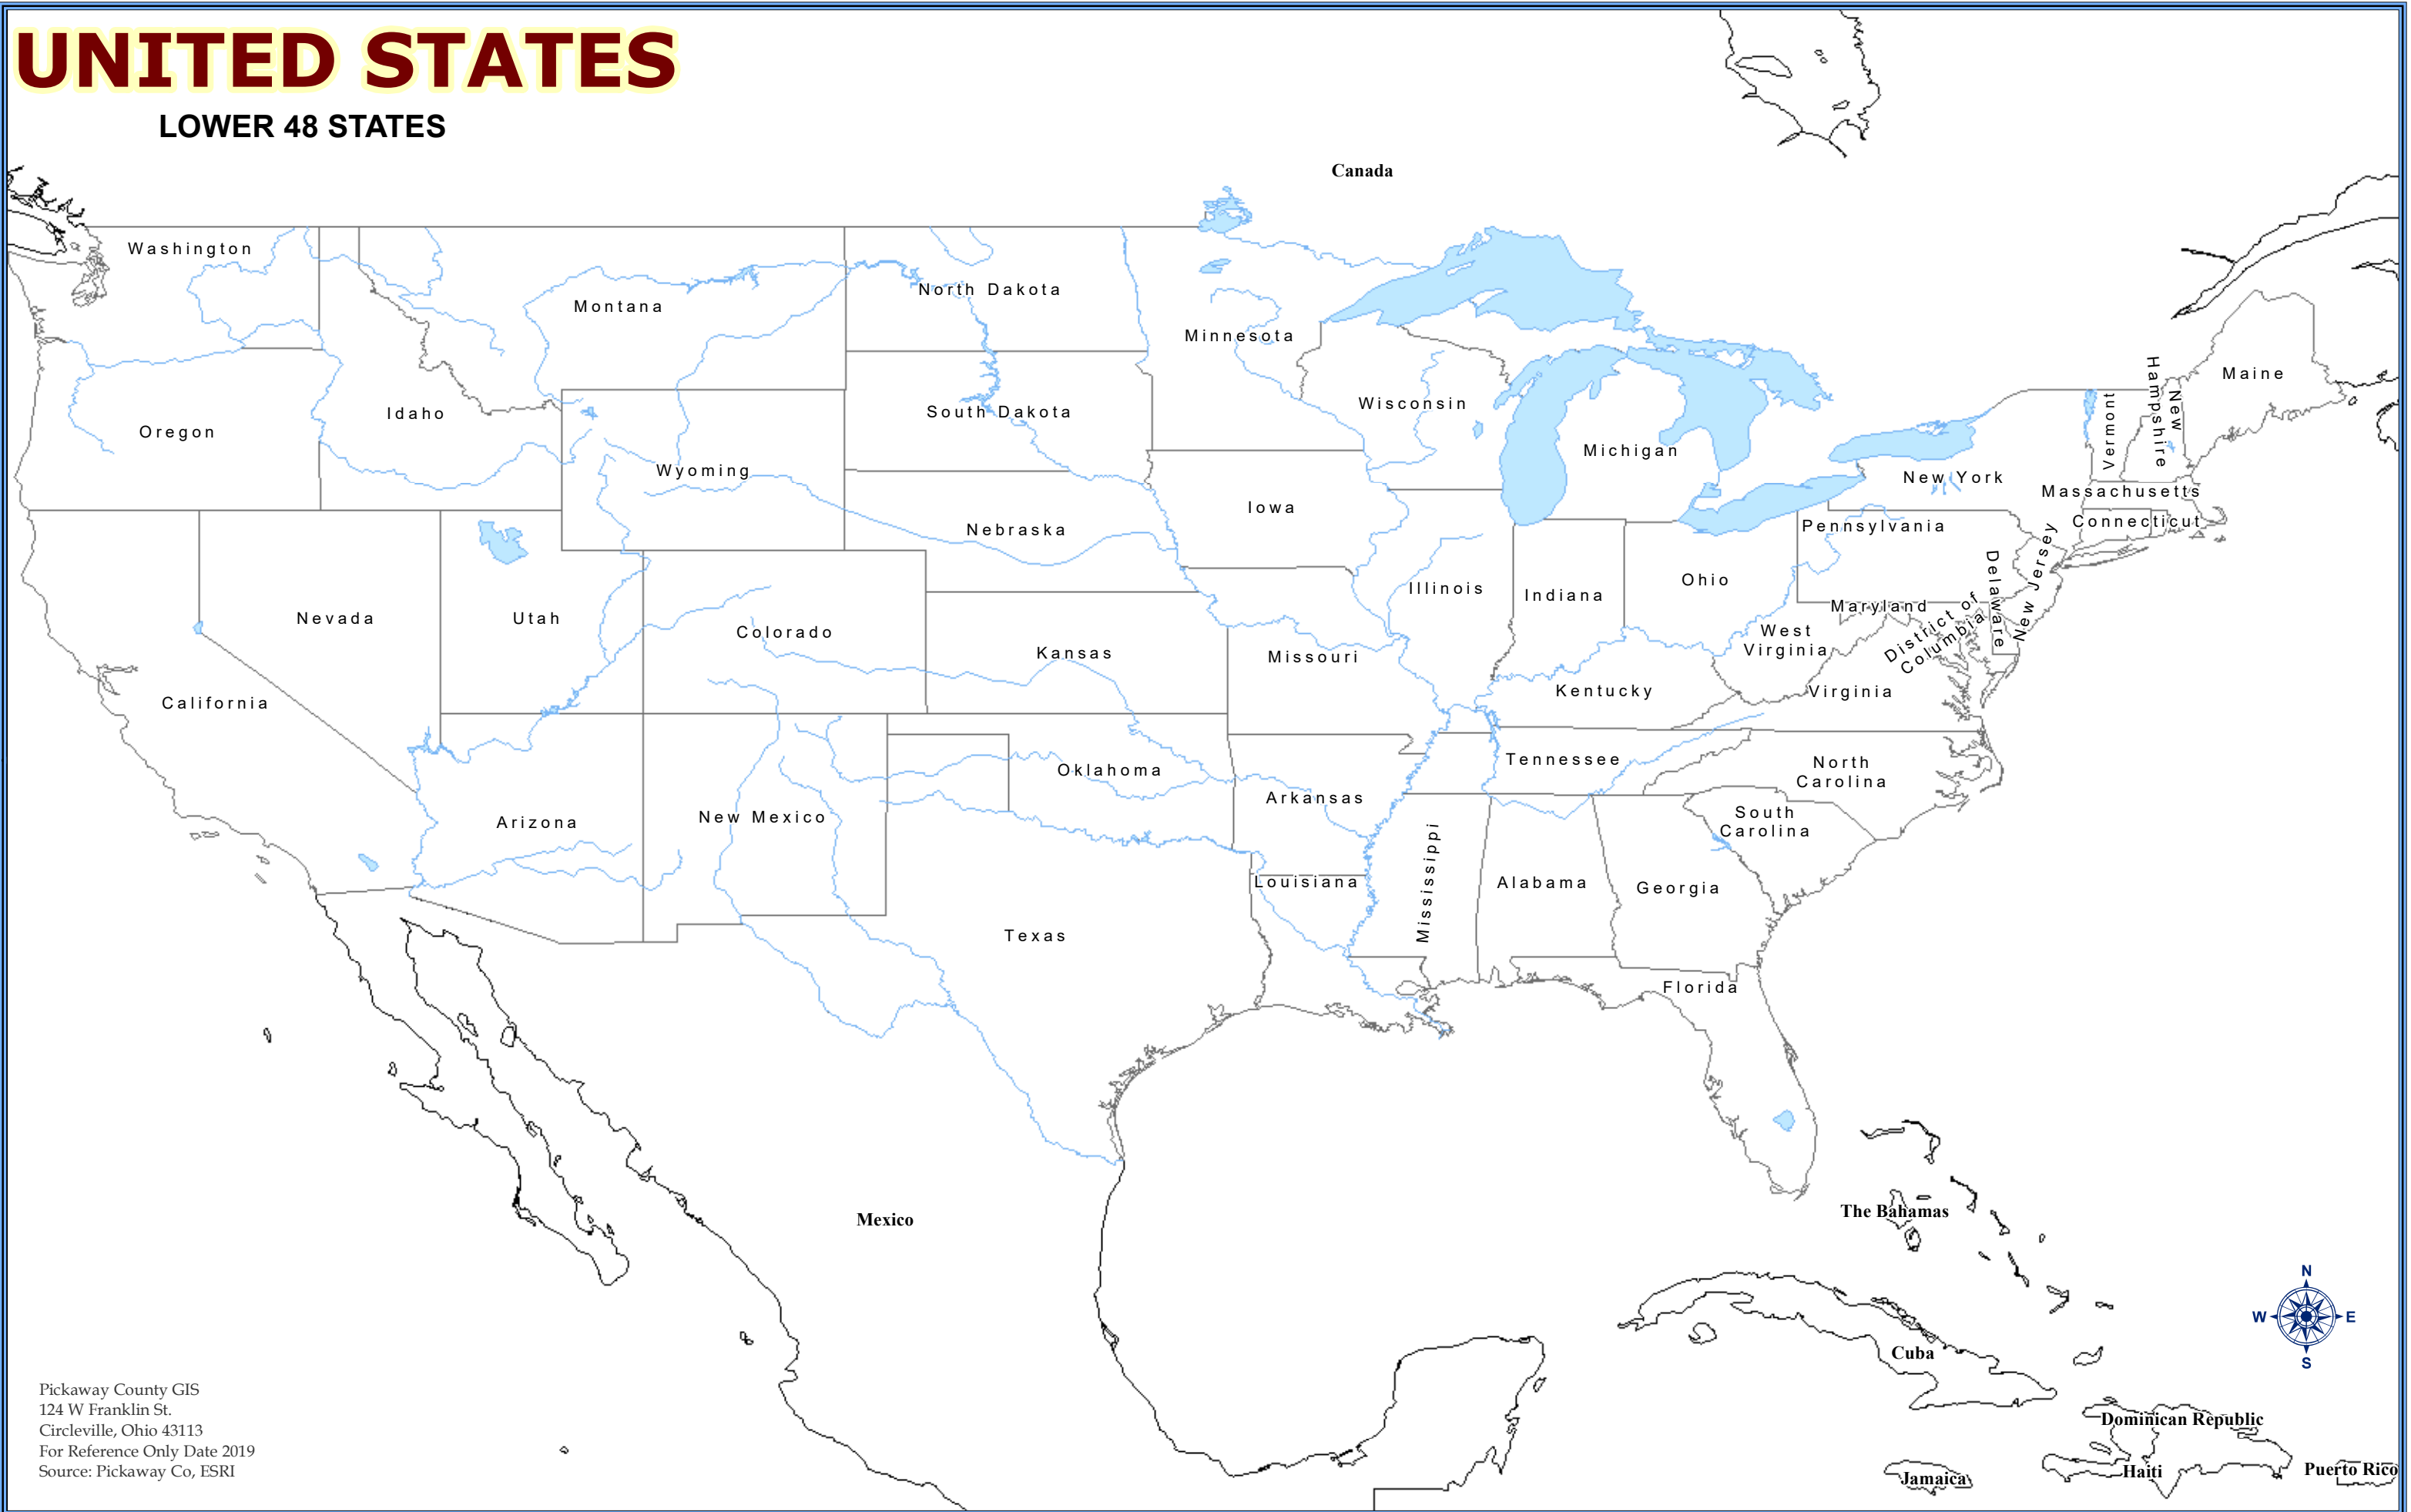 UNITED STATES
LOWER 48 STATES
Canada
Washington
Montana
North Dakota
Minnesota
Maine
New
Hampshire
Vermont
Idaho
Oregon
South Dakota
Wisconsin
Michigan
New York
Massachusetts
Connecticut
Wyoming
Iowa
Nebraska
Pennsylvania
New Jersey
Delaware
Maryland
District of
Columbia
Nevada
Utah
Colorado
Kansas
Missouri
Illinois
Indiana
Ohio
West
Virginia
Virginia
Kentucky
California
Arizona
New Mexico
Oklahoma
Arkansas
Tennessee
North
Carolina
South
Carolina
Mississippi
Alabama
Georgia
Louisiana
Texas
Florida
Mexico
The Bahamas
Cuba
N
W
E
S
Dominican Republic
Haiti
Puerto Rico
Jamaica
Pickaway County GIS
124 W Franklin St.
Circleville, Ohio 43113
For Reference Only Date 2019
Source: Pickaway Co, ESRI